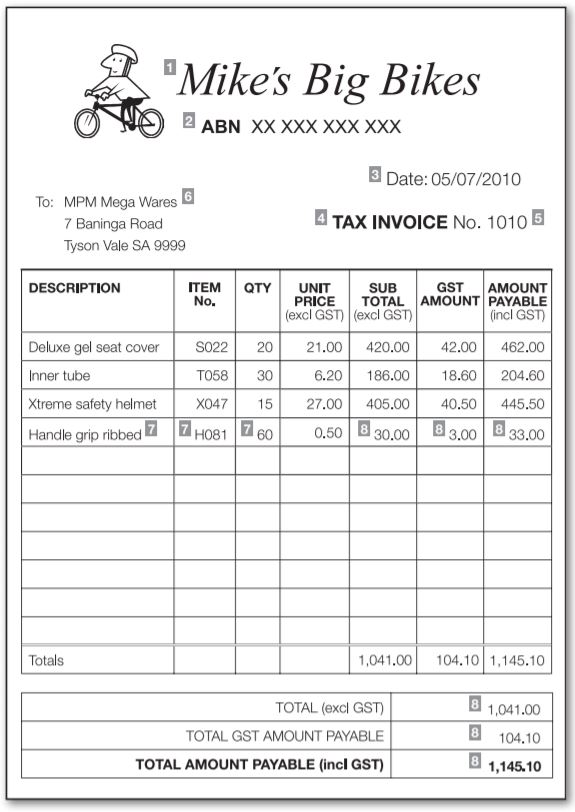 1 Mike's Big Bikes
2 ABN XX XXX XXX XXX
3 Date: 05/07/2010
To: MPM Mega Wares 6
7 Baninga Road
Tyson Vale SA 9999
4 TAX INVOICE No. 1010 5
DESCRIPTION ITEM No. QTY UNIT PRICE (excl GST) SUB TOTAL (excl GST) GST AMOUNT AMOUNT PAYABLE (incl GST)
Deluxe gel seat cover S022 20 21.00 420.00 42.00 462.00
Inner tube T058 30 6.20 186.00 18.60 204.60
Xtreme safety helmet X047 15 27.00 405.00 40.50 445.50
Handle grip ribbed 7 7 H081 7 60 0.50 8 30.00 8 3.00 8 33.00
Totals 1,041.00 104.10 1,145.10
TOTAL (excl GST) 8 1,041.00
TOTAL GST AMOUNT PAYABLE 8 104.10
TOTAL AMOUNT PAYABLE (incl GST) 8 1,145.10